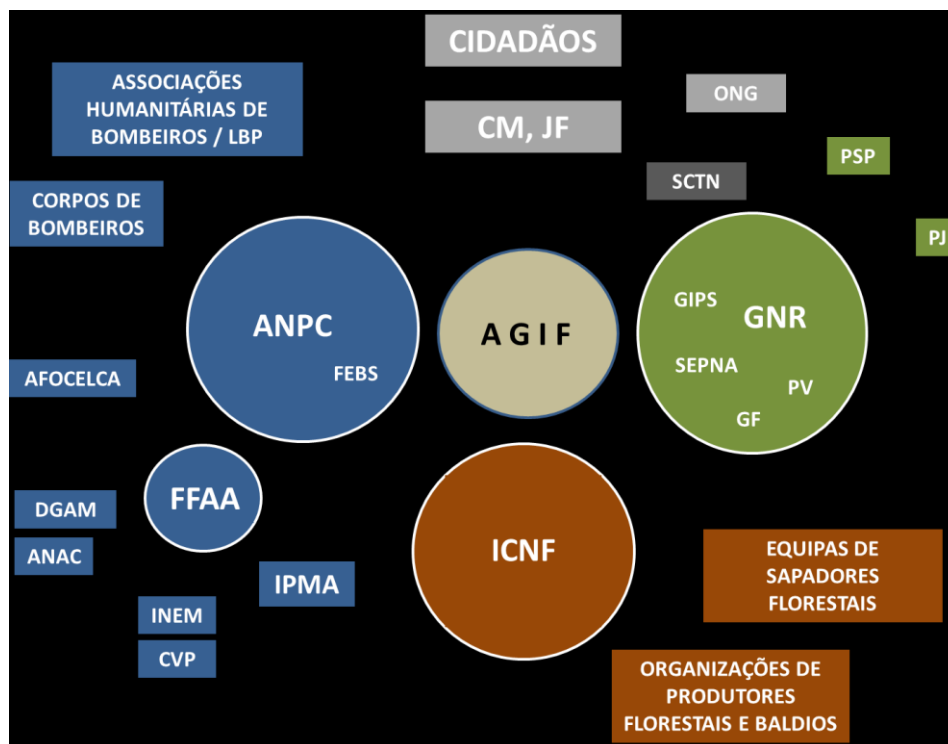 CIDADÃOS
ASSOCIAÇÕES
HUMANITÁRIAS DE
BOMBEIROS / LBP
ONG
CM, JF
PSP
SCTN
CORPOS DE
BOMBEIROS
PJ
GIPS
ANPC
A G I F
GNR
SEPNA
FEBS
AFOCELCA
PV
GF
FFAA
DGAM
ANAC
ICNF
EQUIPAS DE
SAPADORES
FLORESTAIS
IPMA
INEM
CVP
ORGANIZAÇÕES DE
PRODUTORES
FLORESTAIS E BALDIOS